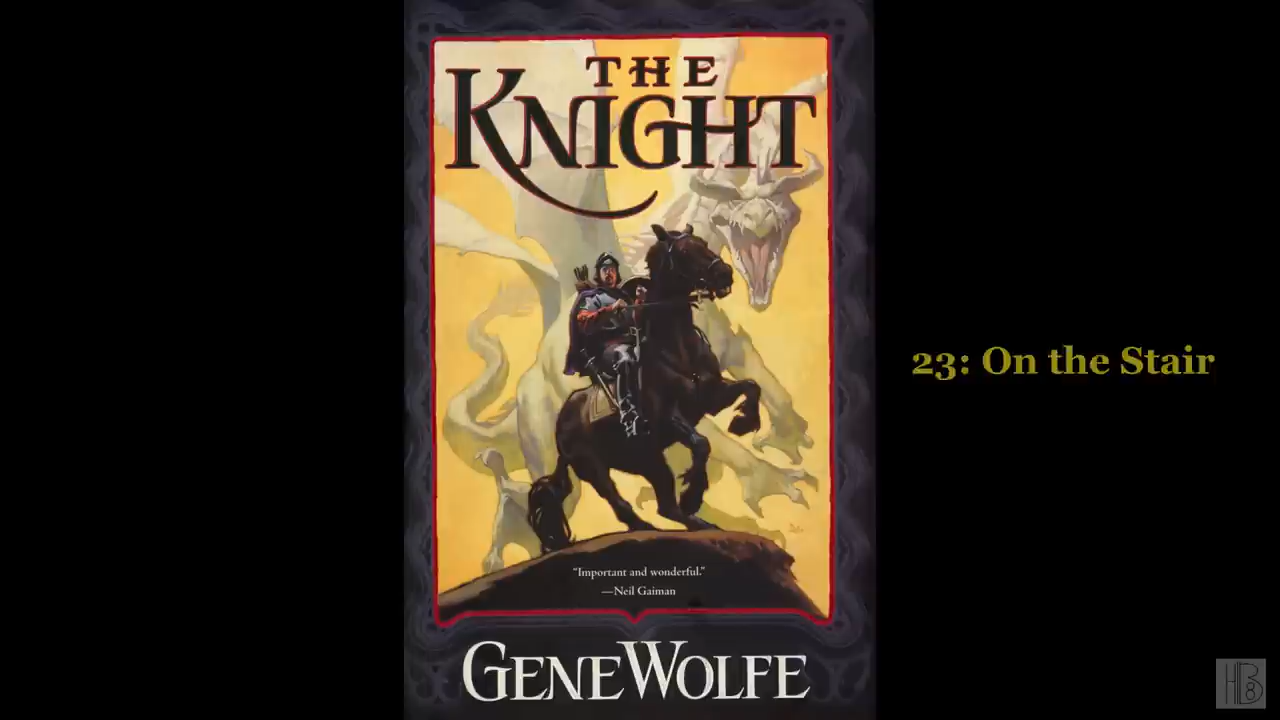 THE
KNIGHT
23: On the Stair
"Important and wonderful."
—Neil Gaiman
GENE WOLFE